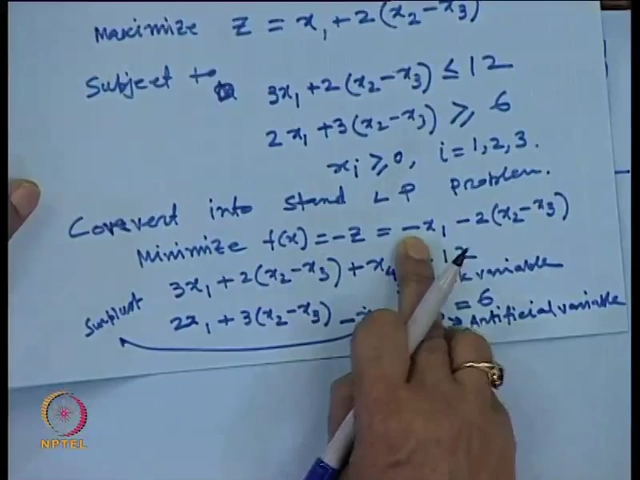 Maximize Z = x₁ + 2(x₂ - x₃)
Subject to 3x₁ + 2(x₂ - x₃) ≤ 12
2x₁ + 3(x₂ - x₃) ≥ 6
xᵢ ≥ 0, i = 1, 2, 3.
Convert into stand LP problem.
Minimize f(x) = -Z = -x₁ - 2(x₂ - x₃)
3x₁ + 2(x₂ - x₃) + x₄ 12
variable
Surplus 2x₁ + 3(x₂ - x₃) - = 6
Artificial variable
NPTEL